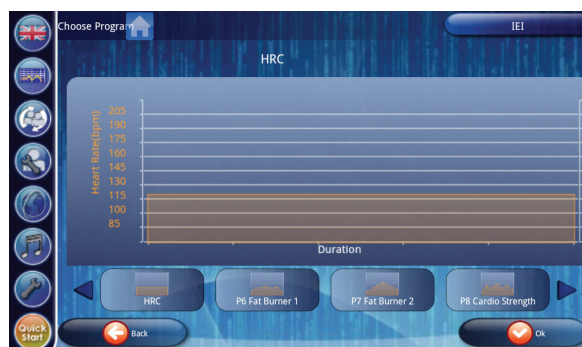 Choose Program
IEI
HRC
Heart Rate(bpm)
205
190
175
160
145
130
115
100
85
Duration
HRC
P6 Fat Burner 1
P7 Fat Burner 2
P8 Cardio Strength
Quick
Start
Back
Ok